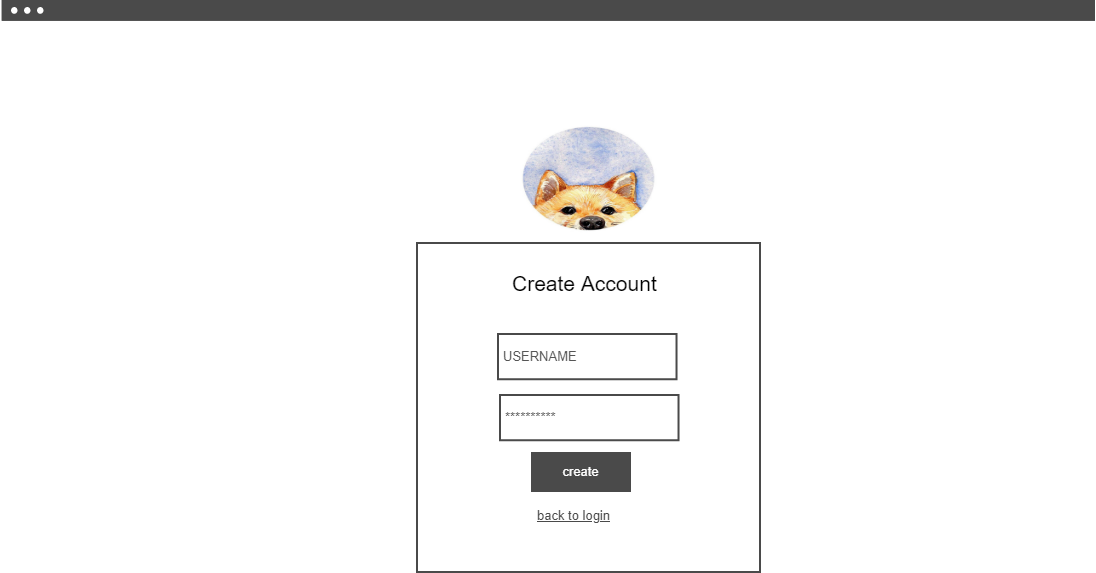 Create Account
USERNAME
**********
create
back to login